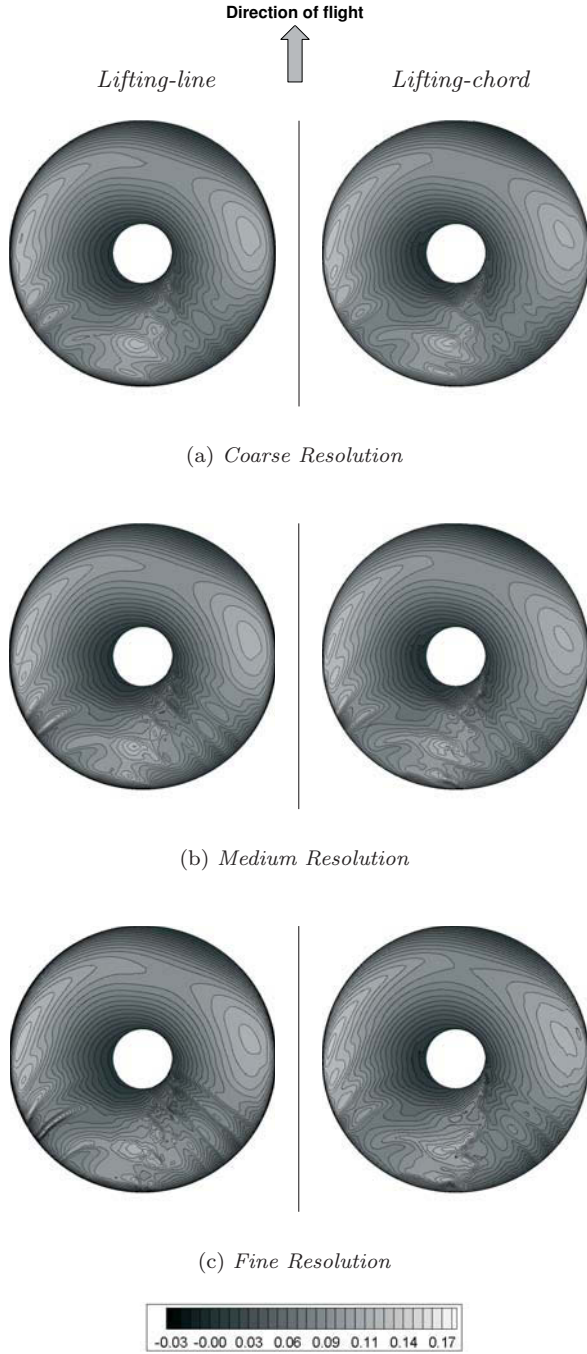 Direction of flight
Lifting-line Lifting-chord
(a) Coarse Resolution
(b) Medium Resolution
(c) Fine Resolution
-0.03 -0.00 0.03 0.06 0.09 0.11 0.14 0.17